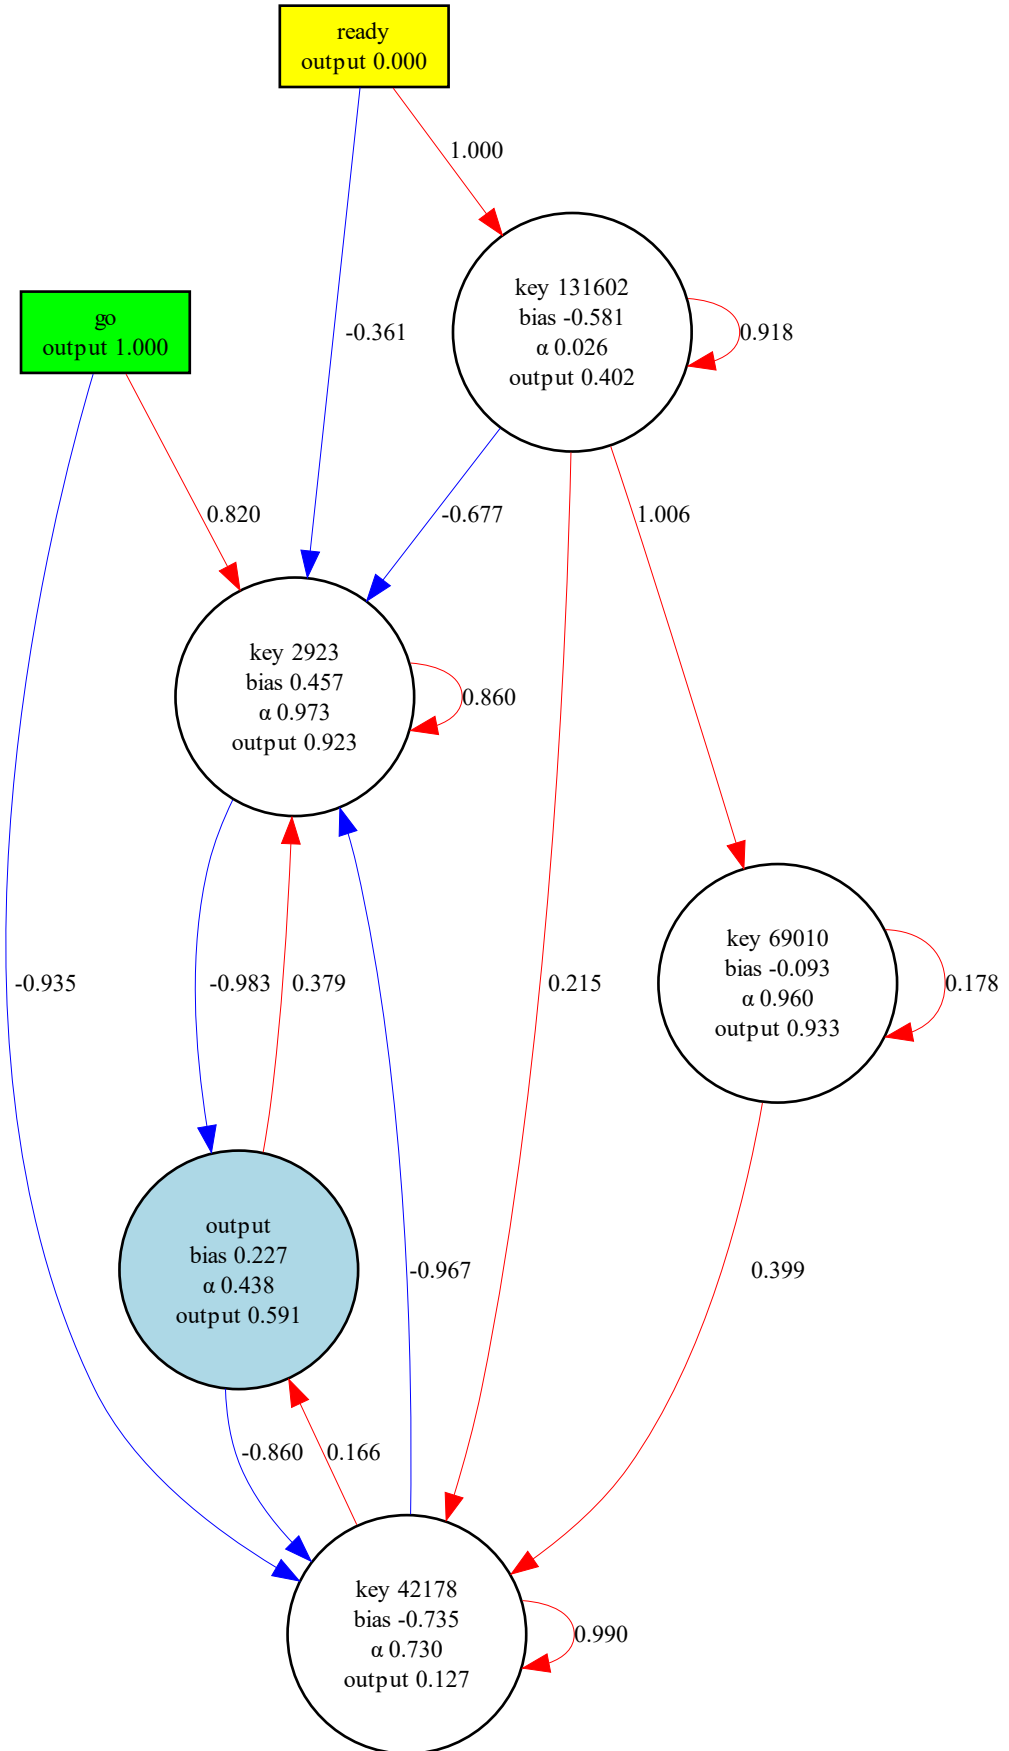 ready
output 0.000
1.000
key 131602
bias -0.581
α 0.026
output 0.402
0.918
go
output 1.000
-0.361
0.820
-0.677
1.006
key 2923
bias 0.457
α 0.973
output 0.923
0.860
key 69010
bias -0.093
α 0.960
output 0.933
0.178
-0.935
-0.983
0.379
0.215
output
bias 0.227
α 0.438
output 0.591
-0.967
0.399
-0.860
0.166
key 42178
bias -0.735
α 0.730
output 0.127
0.990